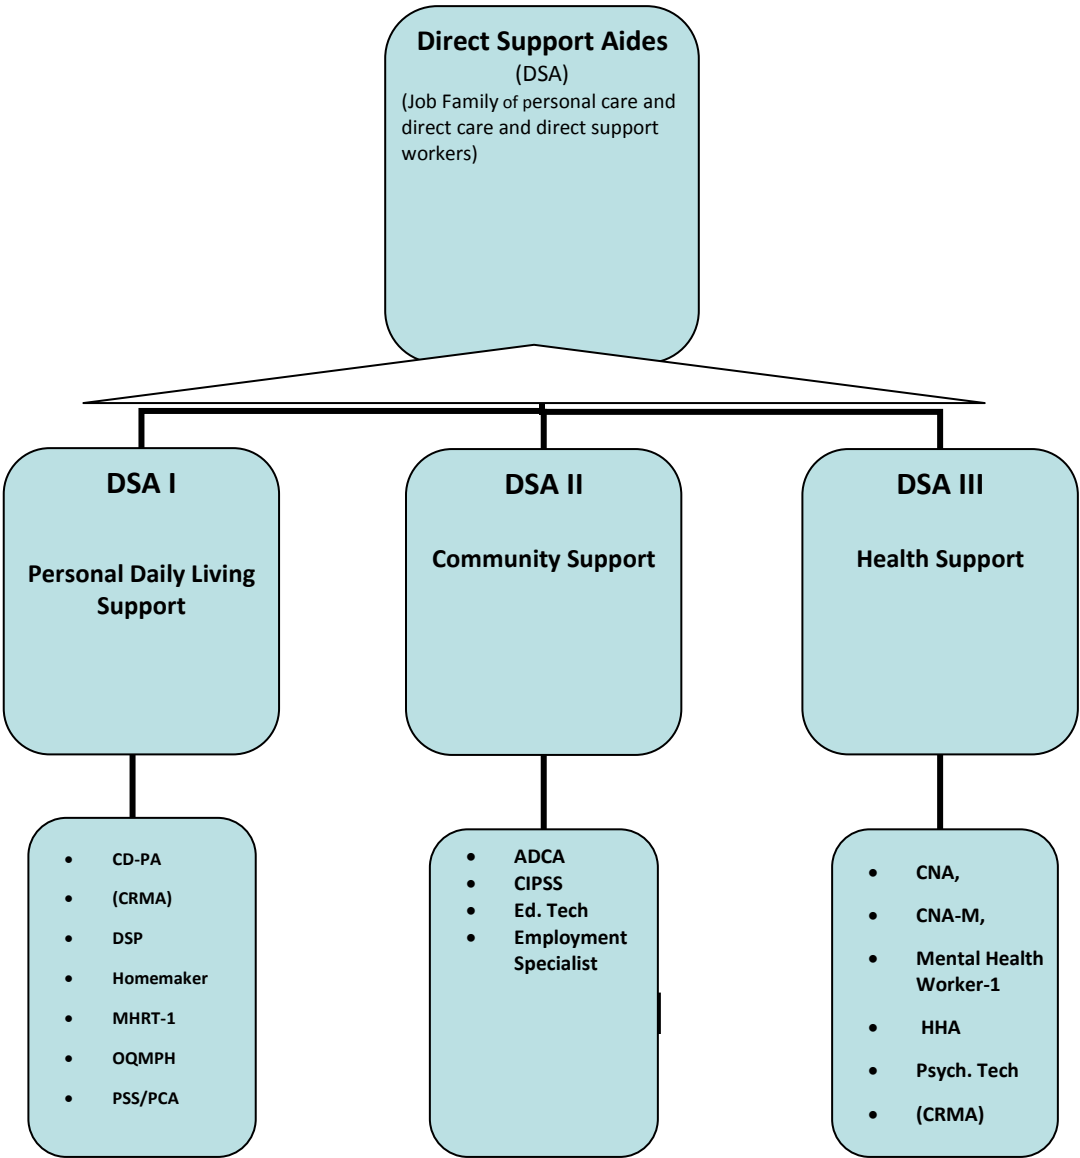 Direct Support Aides
(DSA)
(Job Family of personal care and
direct care and direct support
workers)
DSA I
Personal Daily Living
Support
DSA II
Community Support
DSA III
Health Support
• CD-PA
• (CRMA)
• DSP
• Homemaker
• MHRT-1
• OQMPH
• PSS/PCA
• ADCA
• CIPSS
• Ed. Tech
• Employment
Specialist
• CNA,
• CNA-M,
• Mental Health
Worker-1
• HHA
• Psych. Tech
• (CRMA)